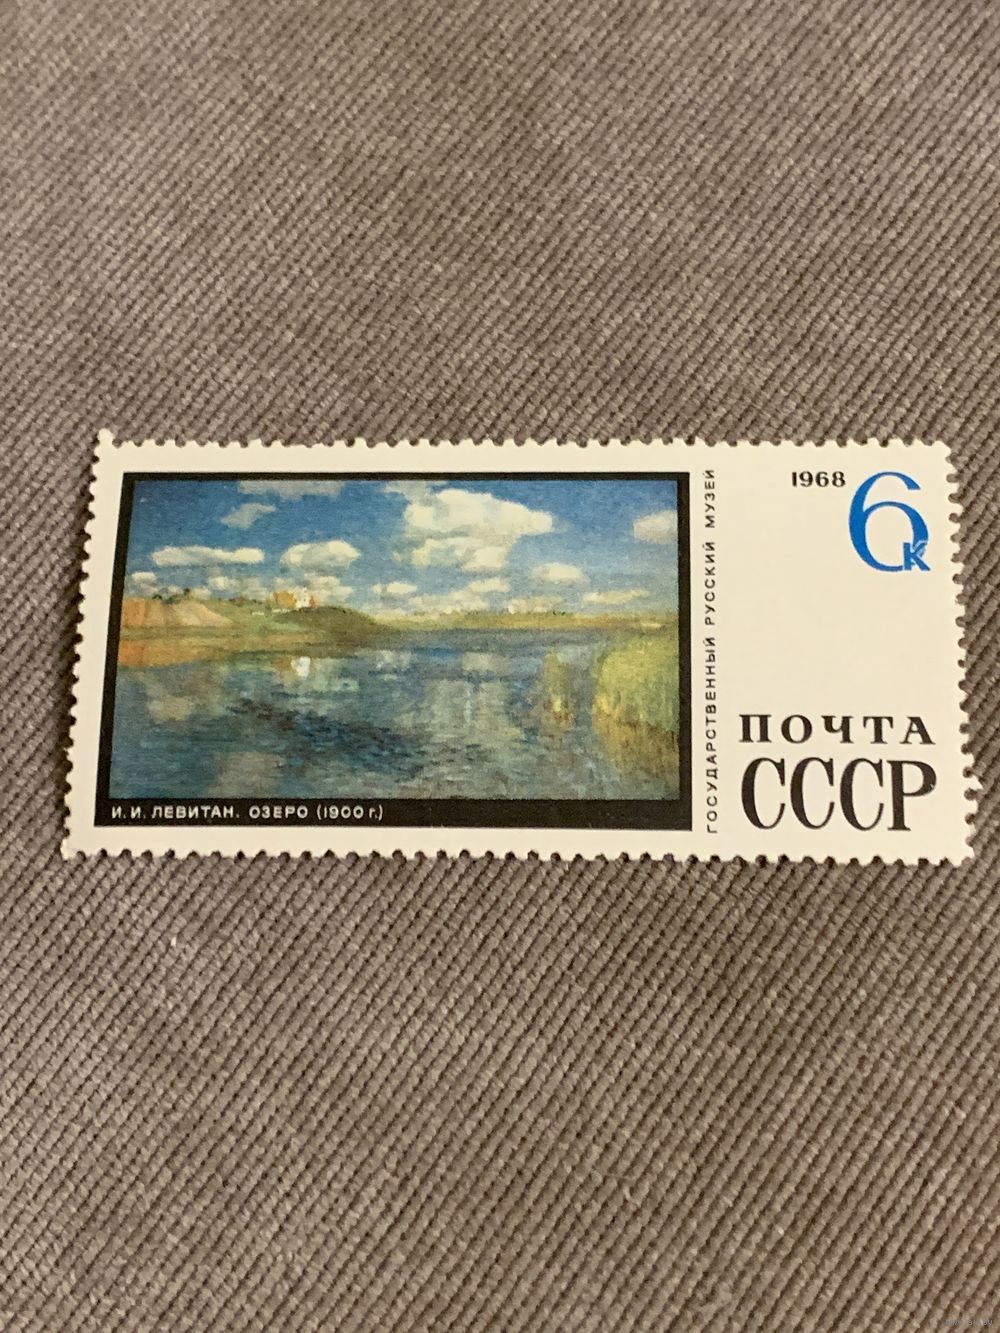 1968
6к
ГОСУДАРСТВЕННЫЙ РУССКИЙ МУЗЕЙ
ПОЧТА
СССР
И. И. ЛЕВИТАН. ОЗЕРО (1900 г.)